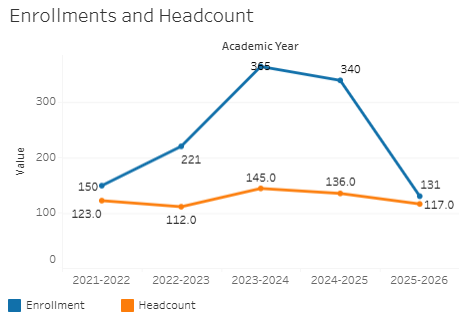 Enrollments and Headcount
Academic Year
Value
300
200
100
0
150
221
365
340
131
123.0
112.0
145.0
136.0
117.0
2021-2022 2022-2023 2023-2024 2024-2025 2025-2026
Enrollment Headcount